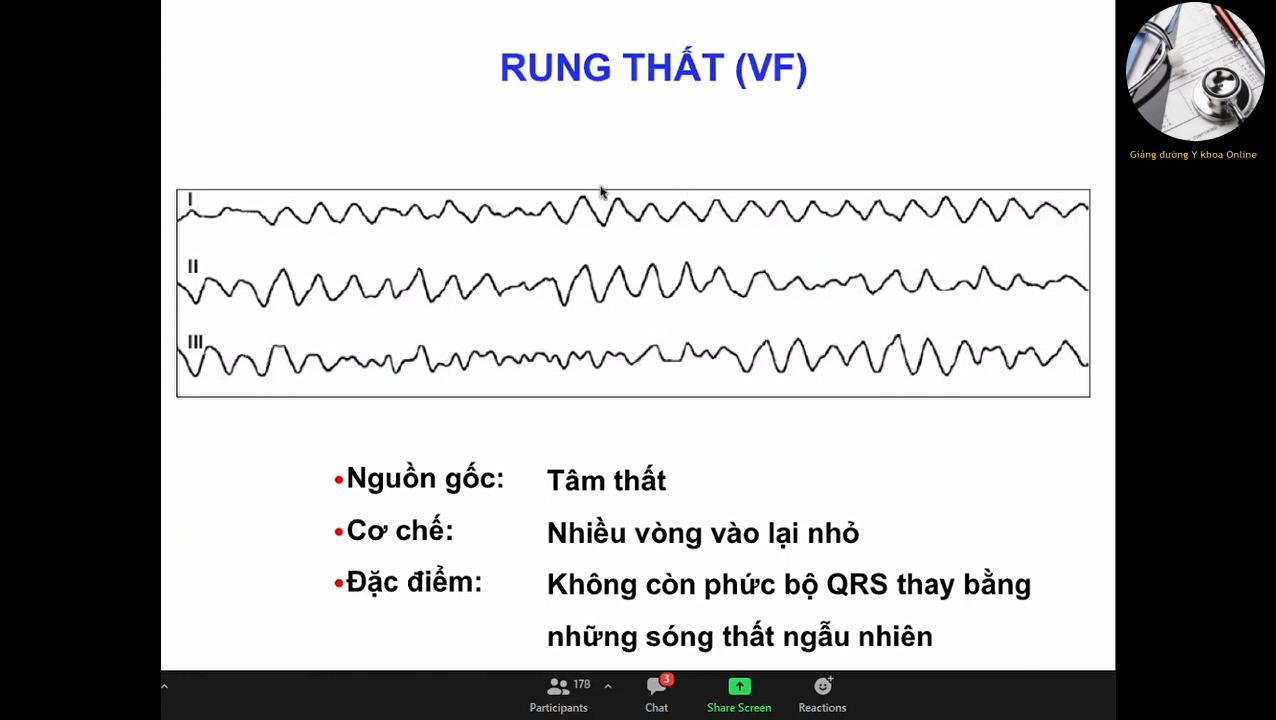 RUNG THẤT (VF)
Giảng đường Y khoa Online
I
II
III
•Nguồn gốc: Tâm thất
•Cơ chế: Nhiều vòng vào lại nhỏ
•Đặc điểm: Không còn phức bộ QRS thay bằng
những sóng thất ngẫu nhiên
178
3
Participants
Chat
Share Screen
Reactions